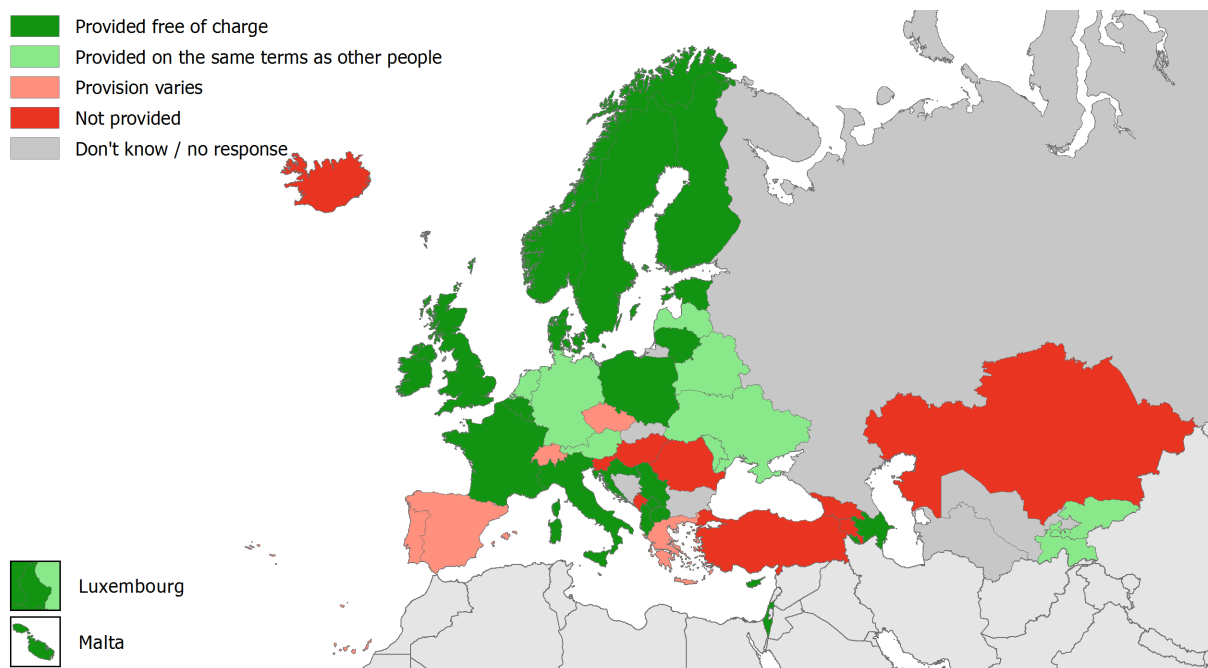 Provided free of charge
Provided on the same terms as other people
Provision varies
Not provided
Don't know / no response
Luxembourg
Malta